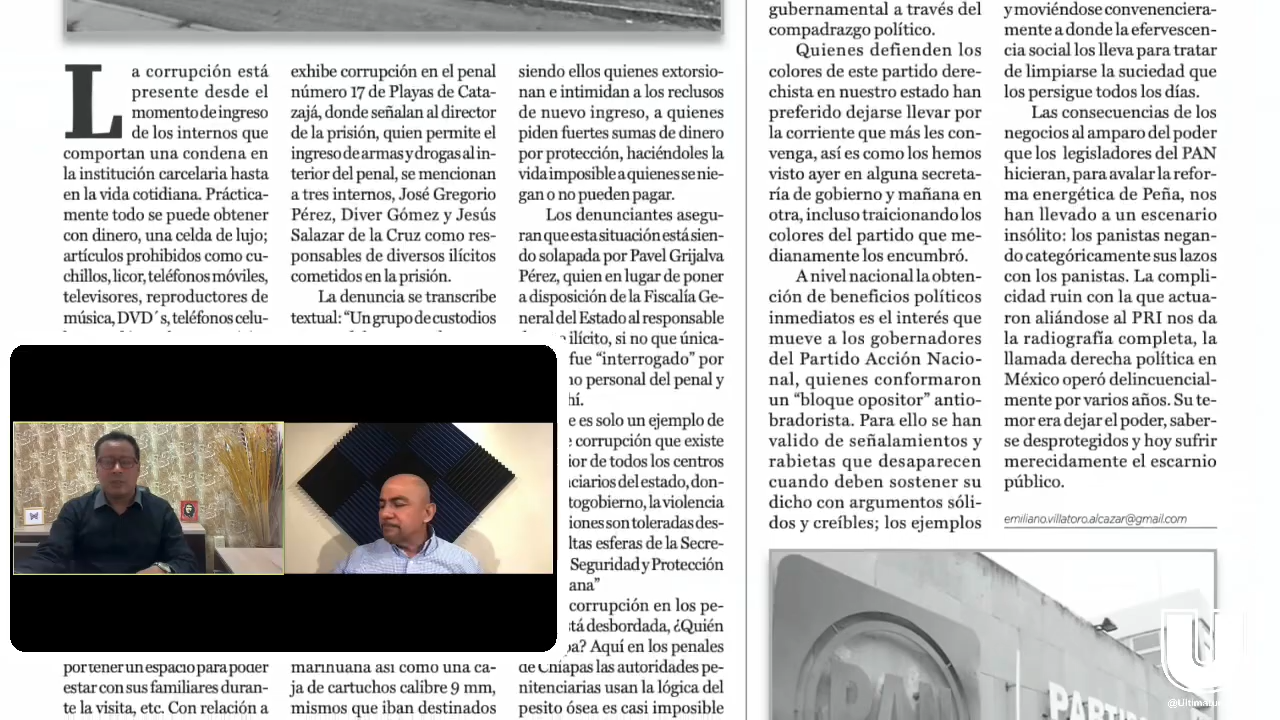 La corrupción está
presente desde el
momento de ingreso
de los internos que
comportan una condena en
la institución carcelaria hasta
en la vida cotidiana. Práctica-
mente todo se puede obtener
con dinero, una celda de lujo;
artículos prohibidos como cu-
chillos, licor, teléfonos móviles,
televisores, reproductores de
música, DVD´s, teléfonos celu-
por tener un espacio para poder
estar con sus familiares duran-
te la visita, etc. Con relación a
exhibe corrupción en el penal
número 17 de Playas de Cata-
zajá, donde señalan al director
de la prisión, quien permite el
ingreso de armas y drogas al in-
terior del penal, se mencionan
a tres internos, José Gregorio
Pérez, Diver Gómez y Jesús
Salazar de la Cruz como res-
ponsables de diversos ilícitos
cometidos en la prisión.
La denuncia se transcribe
textual: “Un grupo de custodios
marihuana así como una ca-
ja de cartuchos calibre 9 mm,
mismos que iban destinados
siendo ellos quienes extorsio-
nan e intimidan a los reclusos
de nuevo ingreso, a quienes
piden fuertes sumas de dinero
por protección, haciéndoles la
vida imposible a quienes se nie-
gan o no pueden pagar.
Los denunciantes asegu-
ran que esta situación está sien-
do solapada por Pavel Grijalva
Pérez, quien en lugar de poner
a disposición de la Fiscalía Ge-
neral del Estado al responsable
ilícito, si no que única-
fue “interrogado” por
personal del penal y
hí.
e es solo un ejemplo de
corrupción que existe
ior de todos los centros
nciarios del estado, don-
togobierno, la violencia
iones son toleradas des-
ltas esferas de la Secre-
Seguridad y Protección
ana”
corrupción en los pe-
stá desbordada, ¿Quién
pa? Aquí en los penales
de Chiapas las autoridades pe-
nitenciarias usan la lógica del
pesito ósea es casi imposible
gubernamental a través del
compadrazgo político.
Quienes defienden los
colores de este partido dere-
chista en nuestro estado han
preferido dejarse llevar por
la corriente que más les con-
venga, así es como los hemos
visto ayer en alguna secreta-
ría de gobierno y mañana en
otra, incluso traicionando los
colores del partido que me-
dianamente los encumbró.
A nivel nacional la obten-
ción de beneficios políticos
inmediatos es el interés que
mueve a los gobernadores
del Partido Acción Nacio-
nal, quienes conformaron
un “bloque opositor” antio-
bradorista. Para ello se han
valido de señalamientos y
rabietas que desaparecen
cuando deben sostener su
dicho con argumentos sóli-
dos y creíbles; los ejemplos
y moviéndose convenenciera-
mente a donde la efervescen-
cia social los lleva para tratar
de limpiarse la suciedad que
los persigue todos los días.
Las consecuencias de los
negocios al amparo del poder
que los legisladores del PAN
hicieran, para avalar la refor-
ma energética de Peña, nos
han llevado a un escenario
insólito: los panistas negan-
do categóricamente sus lazos
con los panistas. La compli-
cidad ruin con la que actua-
ron aliándose al PRI nos da
la radiografía completa, la
llamada derecha política en
México operó delincuencial-
mente por varios años. Su te-
mor era dejar el poder, saber-
se desprotegidos y hoy sufrir
merecidamente el escarnio
público.
emiliano.villatoro.alcazar@gmail.com
PAN